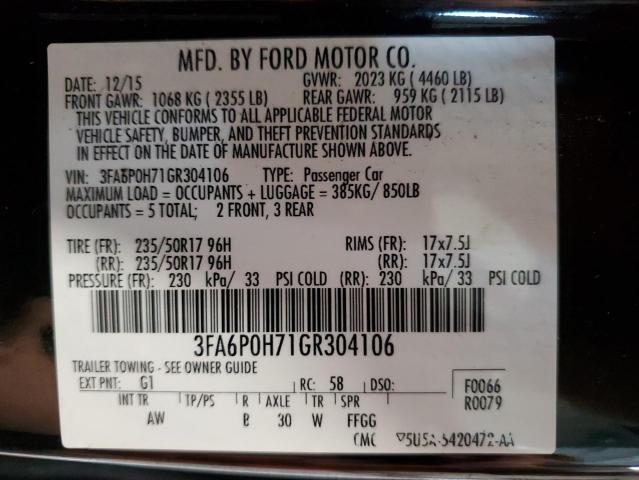 MFD. BY FORD MOTOR CO.
DATE: 12/15 GVWR: 2023 KG ( 4460 LB)
FRONT GAWR: 1068 KG ( 2355 LB) REAR GAWR: 959 KG ( 2115 LB)
THIS VEHICLE CONFORMS TO ALL APPLICABLE FEDERAL MOTOR
VEHICLE SAFETY, BUMPER, AND THEFT PREVENTION STANDARDS
IN EFFECT ON THE DATE OF MANUFACTURE SHOWN ABOVE.
VIN: 3FA6P0H71GR304106 TYPE: Passenger Car
MAXIMUM LOAD = OCCUPANTS + LUGGAGE = 385KG/ 850LB
OCCUPANTS = 5 TOTAL; 2 FRONT, 3 REAR
TIRE (FR): 235/50R17 96H RIMS (FR): 17x7.5J
(RR): 235/50R17 96H (RR): 17x7.5J
PRESSURE (FR): 230 kPa/ 33 PSI COLD (RR): 230 kPa/ 33 PSI COLD
3FA6P0H71GR304106
TRAILER TOWING - SEE OWNER GUIDE
EXT PNT: G1 RC: 58 DSO: F0066
INT TR TP/PS R AXLE TR SPR R0079
AW B 30 W FFGG
CMC 5U5A-5420472-AA